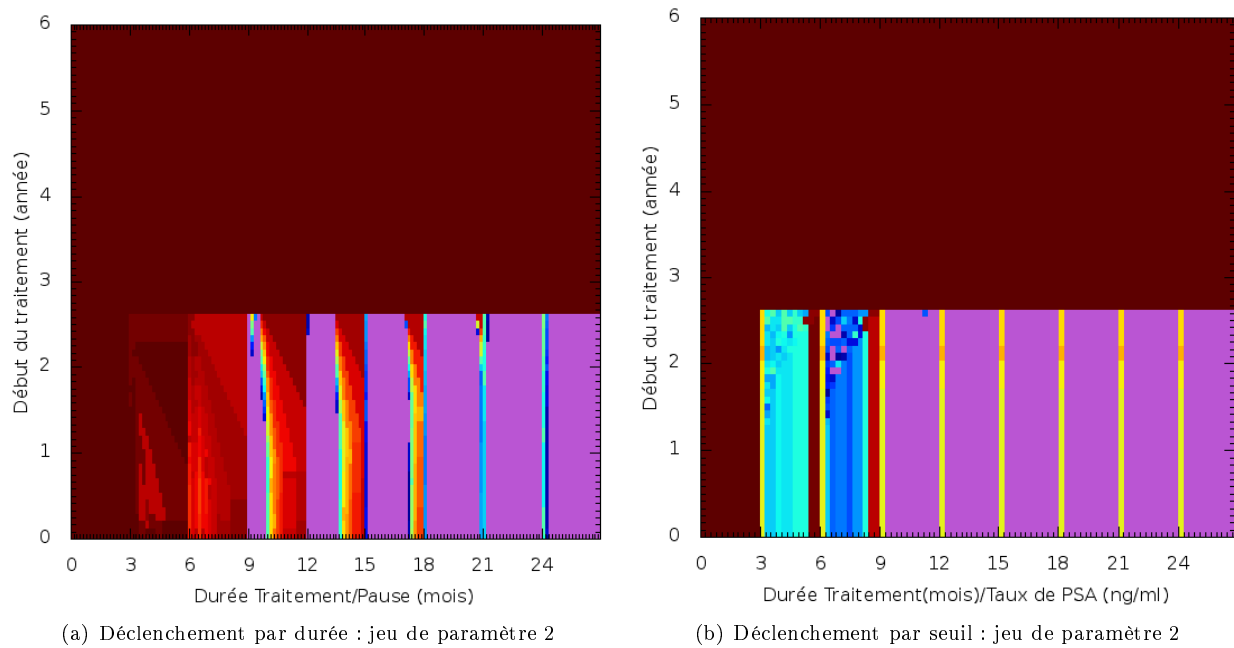 6
5
4
3
2
1
0
Début du traitement (année)
0 3 6 9 12 15 18 21 24
Durée Traitement/Pause (mois)
(a) Déclenchement par durée : jeu de paramètre 2
6
5
4
3
2
1
0
Début du traitement (année)
0 3 6 9 12 15 18 21 24
Durée Traitement(mois)/Taux de PSA (ng/ml)
(b) Déclenchement par seuil : jeu de paramètre 2